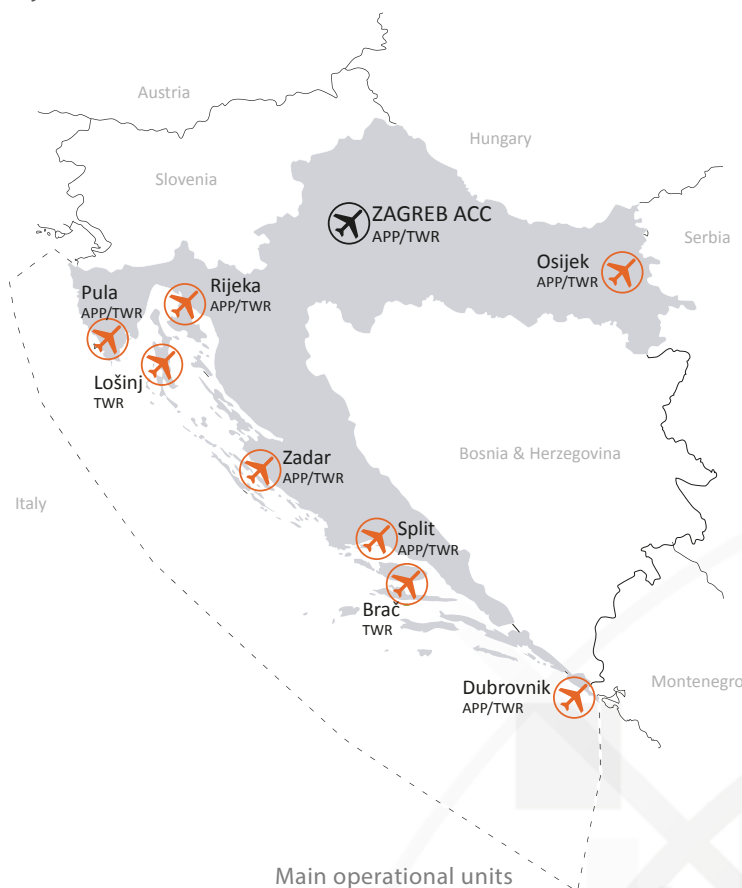 Austria
Hungary
Slovenia
ZAGREB ACC
APP/TWR
Serbia
Osijek
APP/TWR
Pula
APP/TWR
Rijeka
APP/TWR
Lošinj
TWR
Bosnia & Herzegovina
Zadar
APP/TWR
Italy
Split
APP/TWR
Brač
TWR
Dubrovnik
APP/TWR
Montenegro
Main operational units